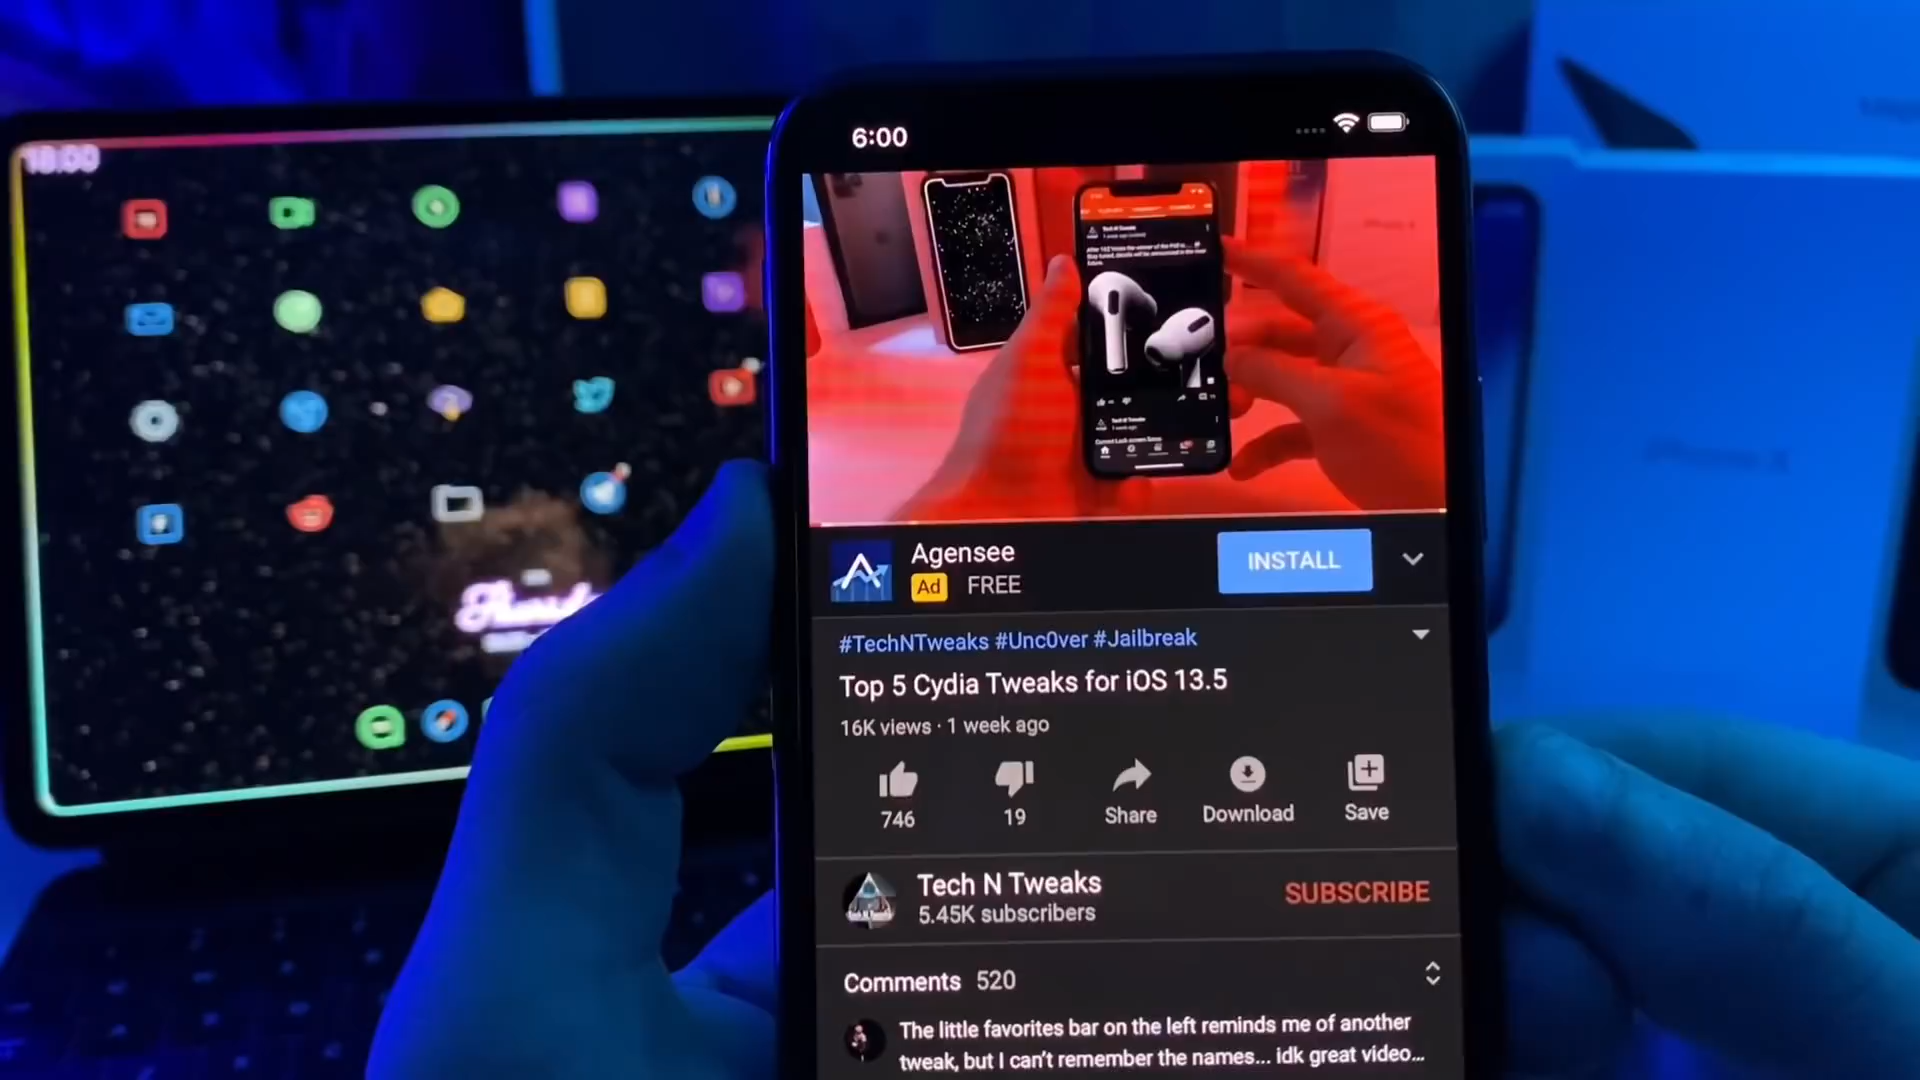 18:00
6:00
Agensee
INSTALL
Ad FREE
#TechNTweaks #Unc0ver #Jailbreak
Top 5 Cydia Tweaks for iOS 13.5
16K views · 1 week ago
746
19
Share
Download
Save
Tech N Tweaks
5.45K subscribers
SUBSCRIBE
Comments 520
The little favorites bar on the left reminds me of another
tweak, but I can't remember the names... idk great video...